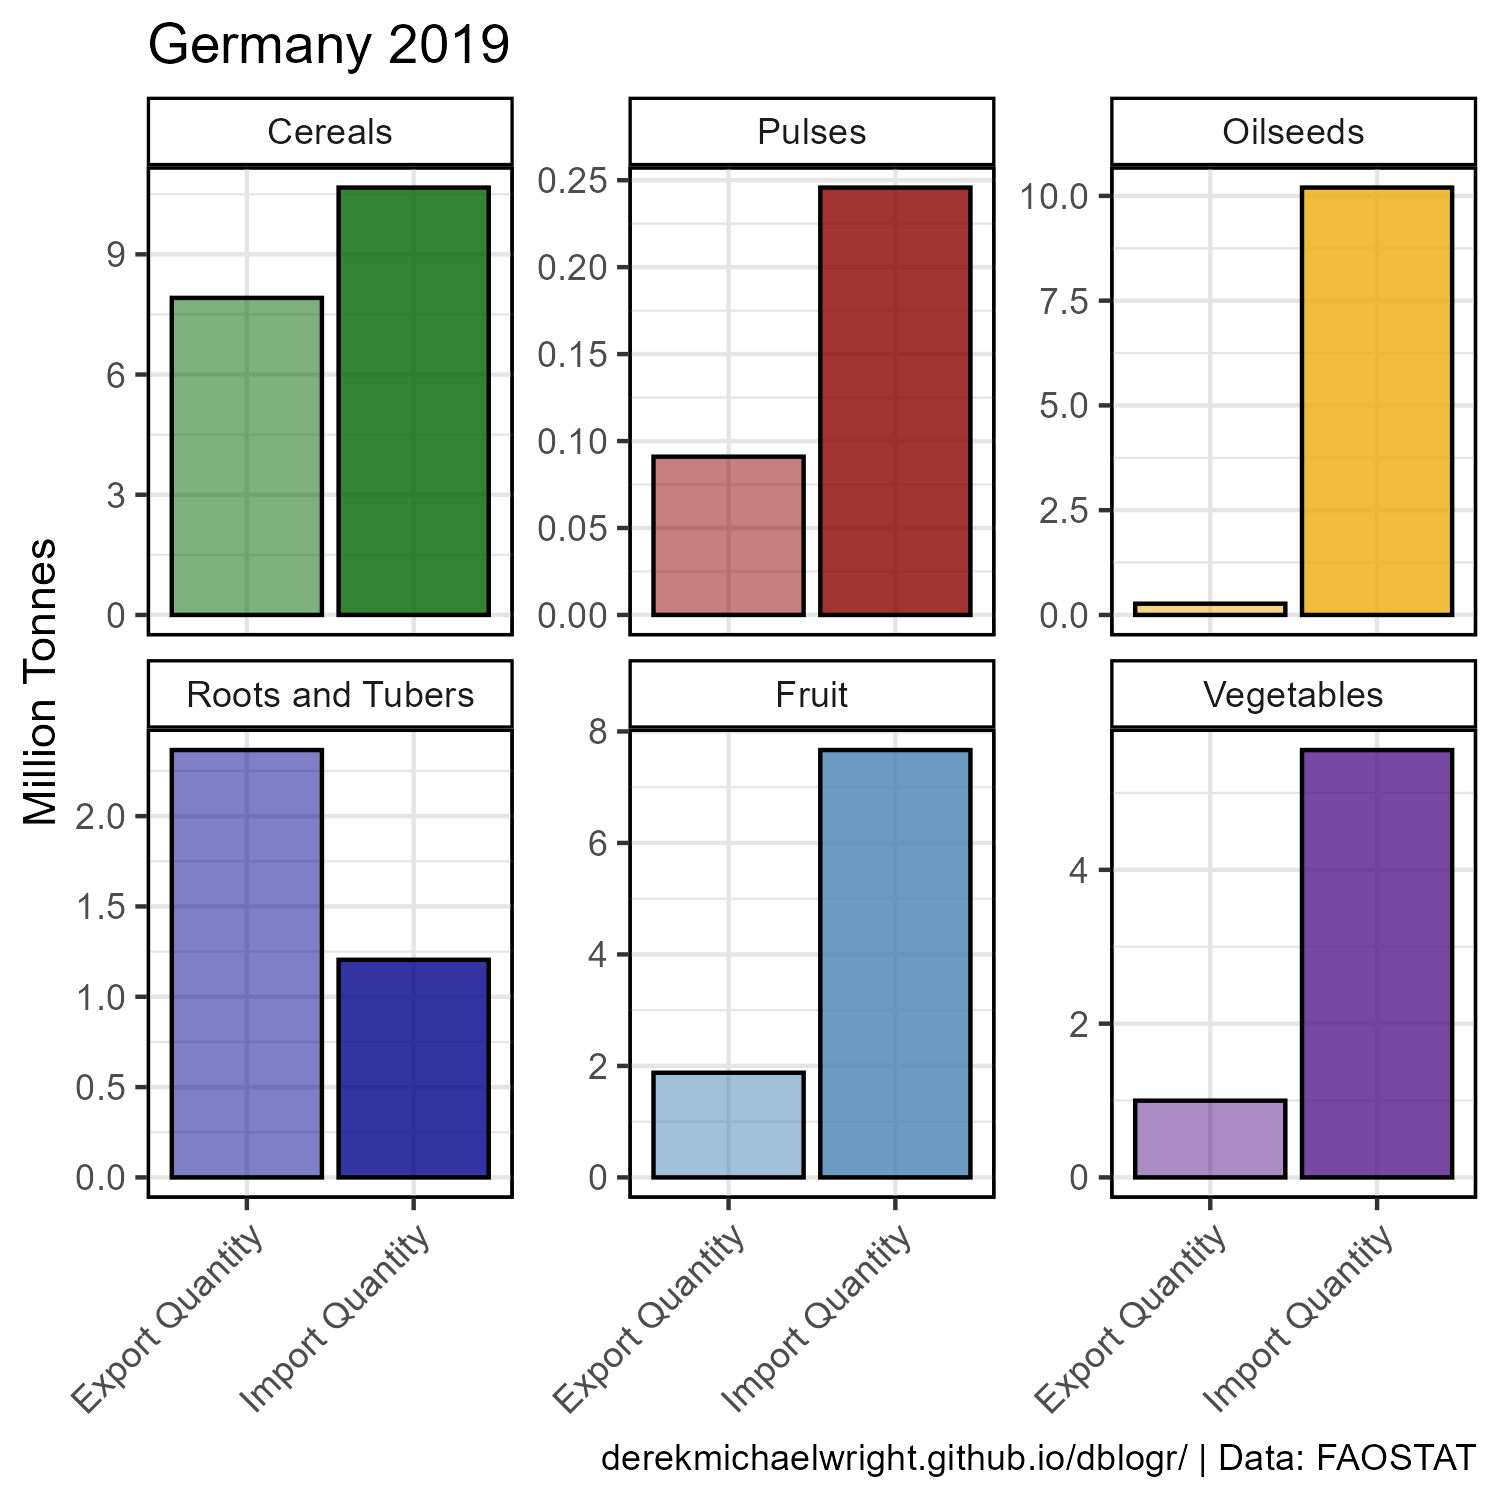 Germany 2019
Million Tonnes
Cereals
9
6
3
0
Pulses
0.25
0.20
0.15
0.10
0.05
0.00
Oilseeds
10.0
7.5
5.0
2.5
0.0
Roots and Tubers
2.0
1.5
1.0
0.5
0.0
Fruit
8
6
4
2
0
Vegetables
4
2
0
Export Quantity
Import Quantity
Export Quantity
Import Quantity
Export Quantity
Import Quantity
derekmichaelwright.github.io/dblogr/ | Data: FAOSTAT